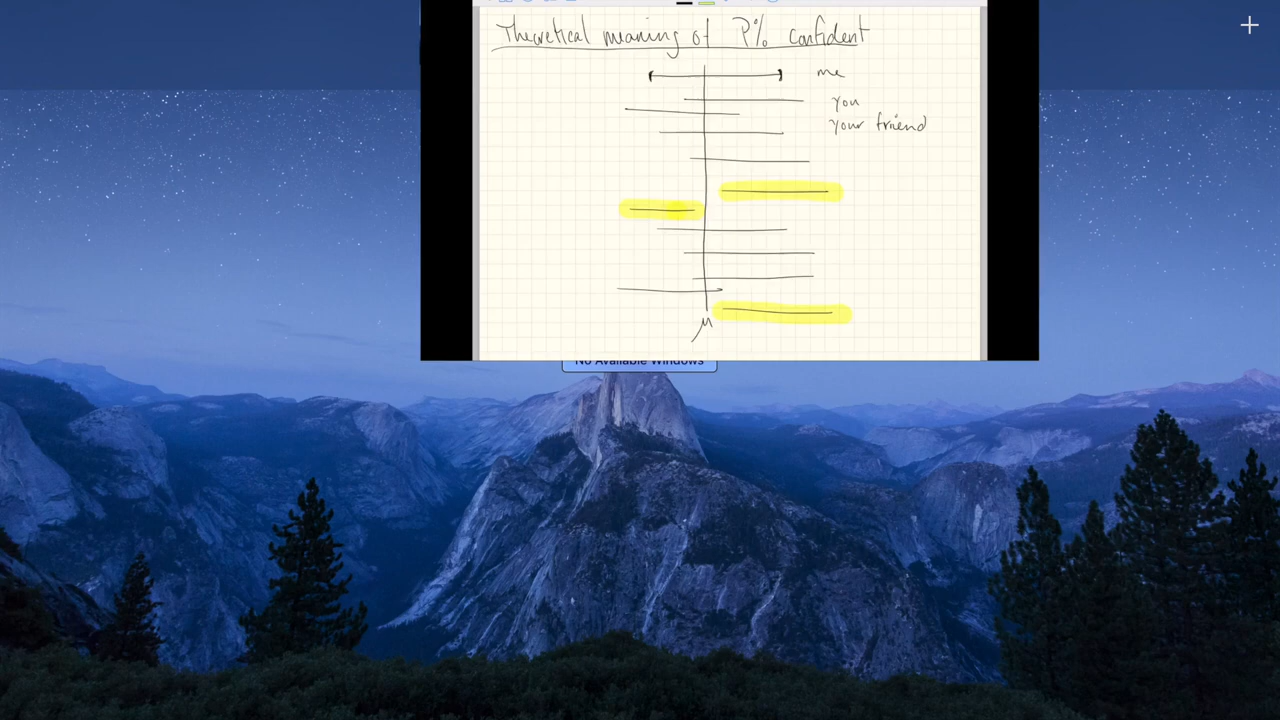 Theoretical meaning of P% confident
me
you
your friend
μ
No Available Windows